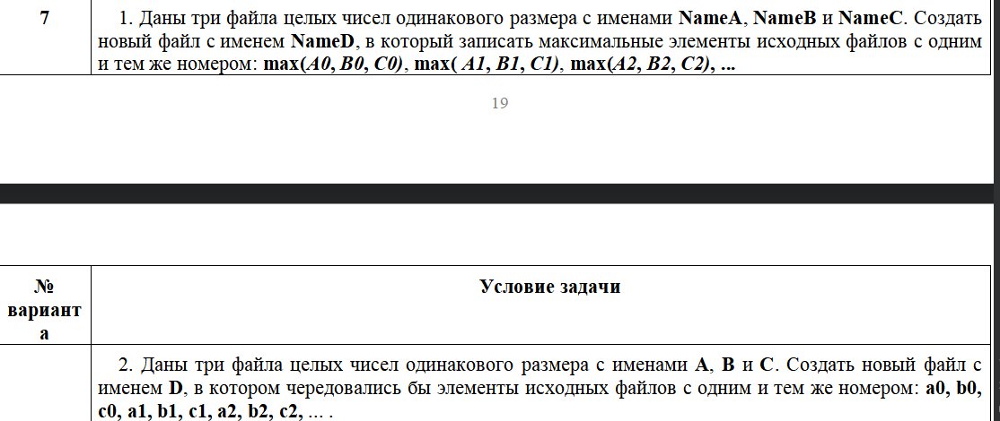 7
1. Даны три файла целых чисел одинакового размера с именами NameA, NameB и NameC. Создать
новый файл с именем NameD, в который записать максимальные элементы исходных файлов с одним
и тем же номером: max(A0, B0, C0), max( A1, B1, C1), max(A2, B2, C2), ...
19
№
вариант
а
Условие задачи
2. Даны три файла целых чисел одинакового размера с именами A, B и C. Создать новый файл с
именем D, в котором чередовались бы элементы исходных файлов с одним и тем же номером: a0, b0,
c0, a1, b1, c1, a2, b2, c2, ... .